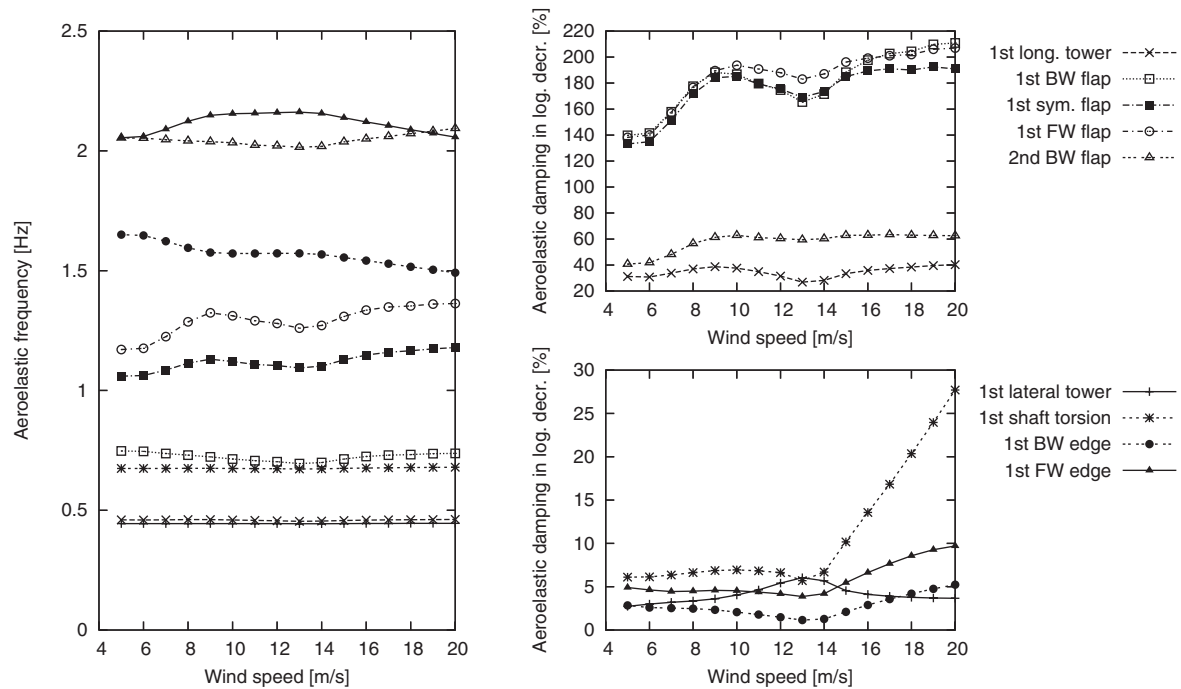 2.5
2
1.5
1
0.5
0
4 6 8 10 12 14 16 18 20
Wind speed [m/s]
Aeroelastic frequency [Hz]
220
200
180
160
140
120
100
80
60
40
20
4 6 8 10 12 14 16 18 20
Wind speed [m/s]
Aeroelastic damping in log. decr. [%]
1st long. tower
1st BW flap
1st sym. flap
1st FW flap
2nd BW flap
30
25
20
15
10
5
0
4 6 8 10 12 14 16 18 20
Wind speed [m/s]
Aeroelastic damping in log. decr. [%]
1st lateral tower
1st shaft torsion
1st BW edge
1st FW edge